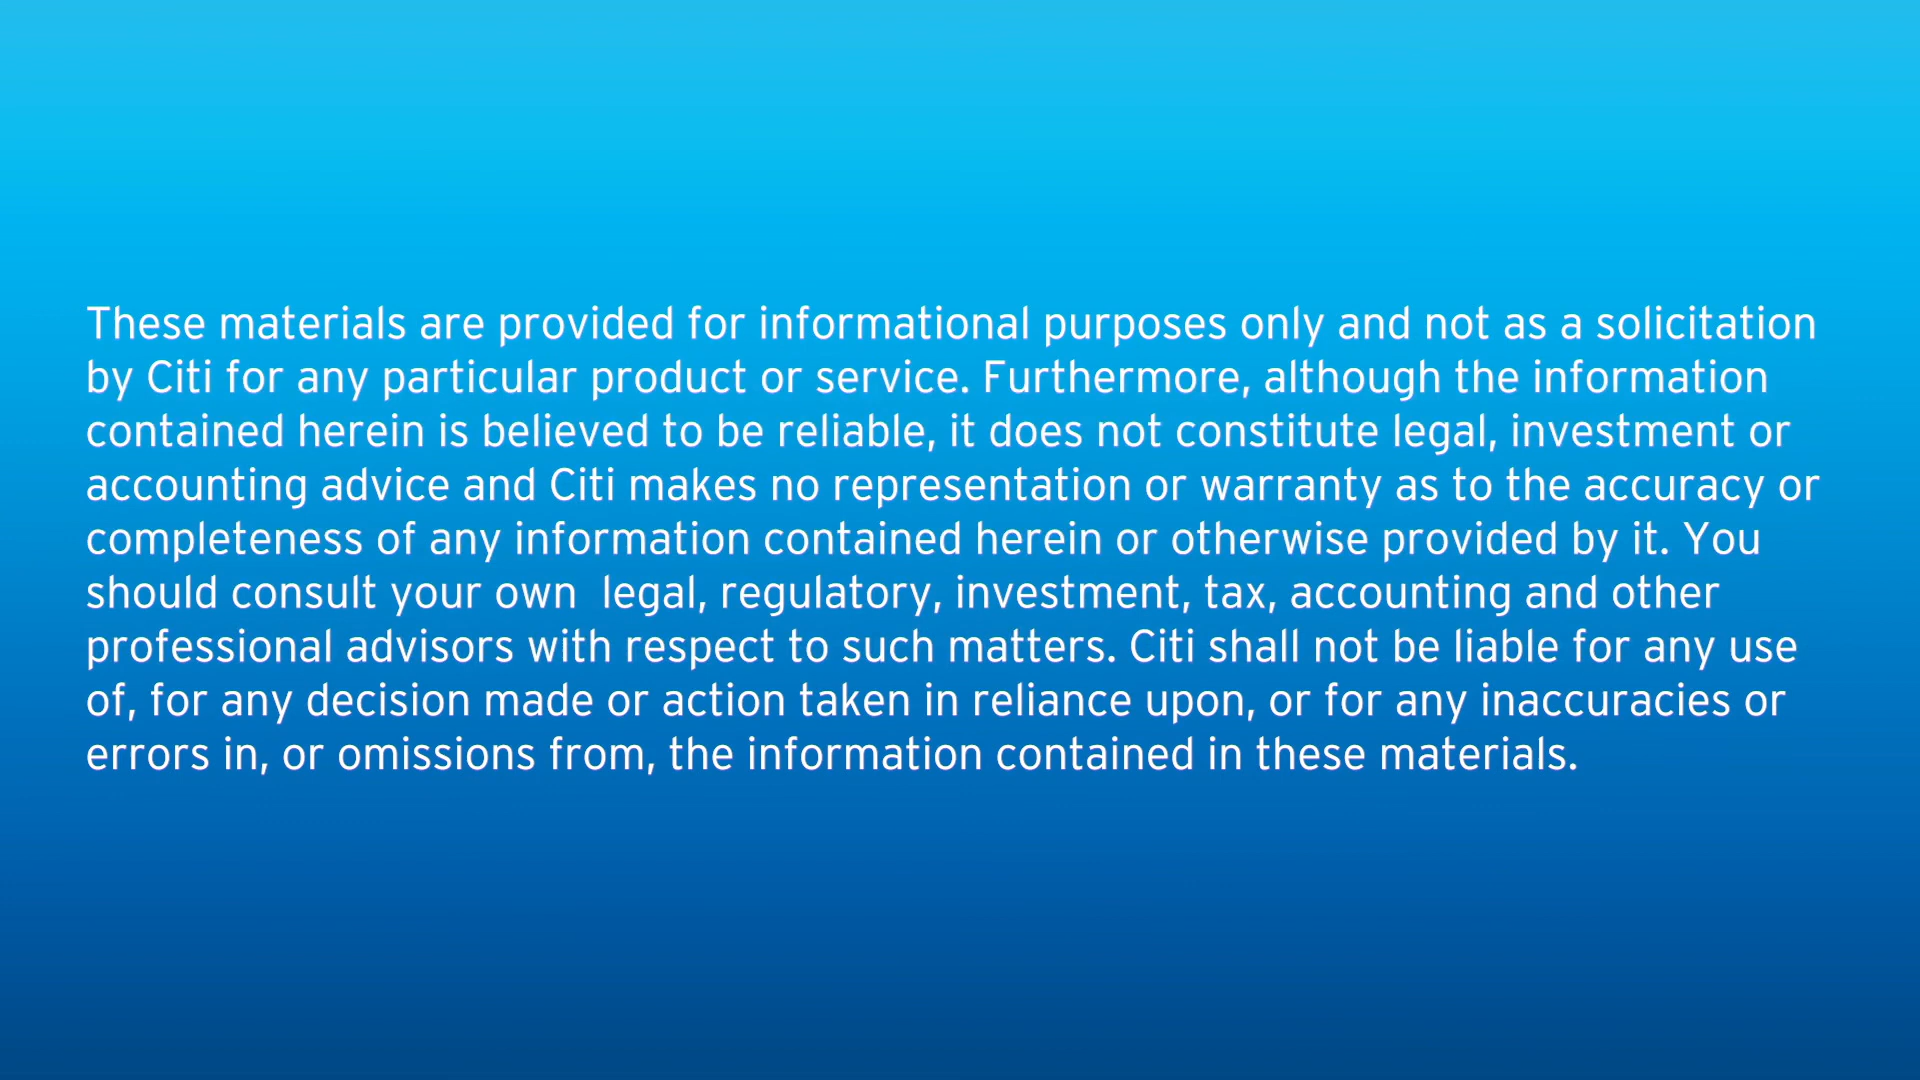 These materials are provided for informational purposes only and not as a solicitation
by Citi for any particular product or service. Furthermore, although the information
contained herein is believed to be reliable, it does not constitute legal, investment or
accounting advice and Citi makes no representation or warranty as to the accuracy or
completeness of any information contained herein or otherwise provided by it. You
should consult your own  legal, regulatory, investment, tax, accounting and other
professional advisors with respect to such matters. Citi shall not be liable for any use
of, for any decision made or action taken in reliance upon, or for any inaccuracies or
errors in, or omissions from, the information contained in these materials.